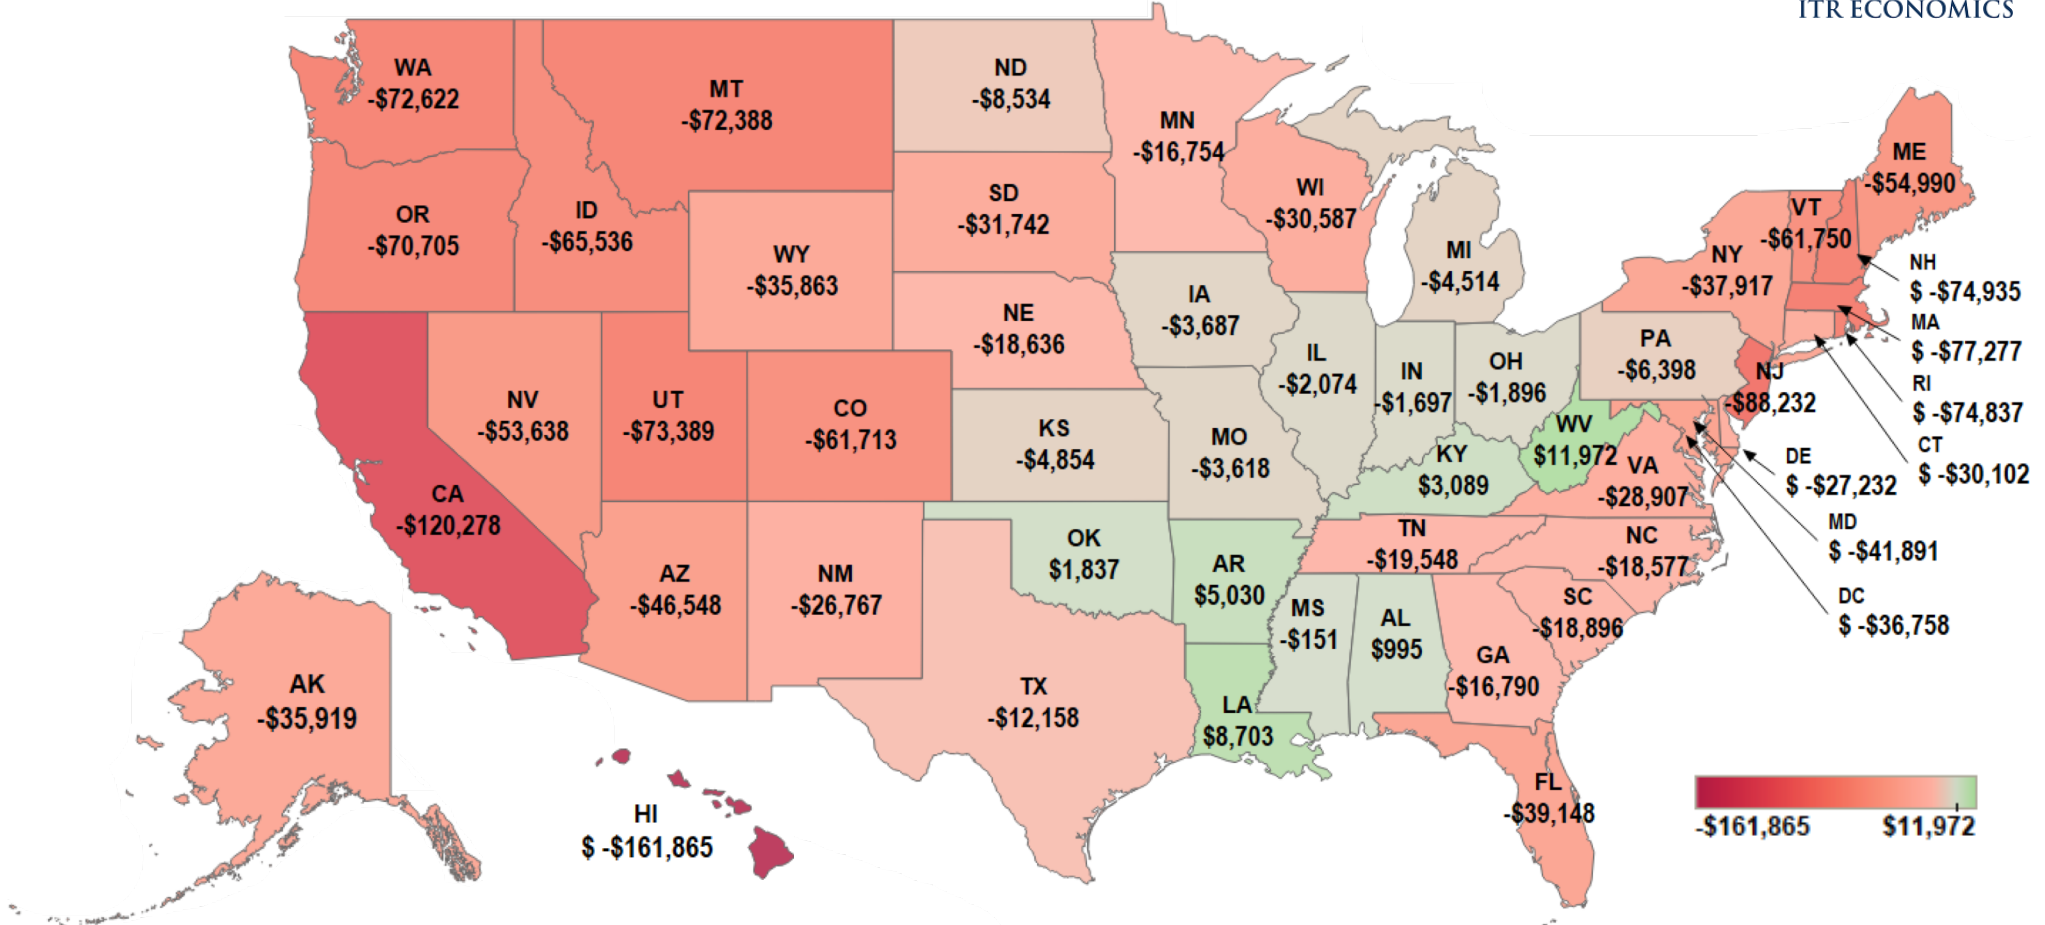 ITR ECONOMICS
WA
-$72,622
MT
-$72,388
ND
-$8,534
MN
-$16,754
ME
-$54,990
OR
-$70,705
ID
-$65,536
WY
-$35,863
SD
-$31,742
WI
-$30,587
MI
-$4,514
NY
-$37,917
VT
-$61,750
NH
$ -$74,935
MA
$ -$77,277
RI
$ -$74,837
CT
$ -$30,102
NE
-$18,636
IA
-$3,687
IL
-$2,074
IN
-$1,697
OH
-$1,896
PA
-$6,398
NJ
-$88,232
NV
-$53,638
UT
-$73,389
CO
-$61,713
KS
-$4,854
MO
-$3,618
KY
$3,089
WV
$11,972
VA
-$28,907
DE
$ -$27,232
MD
$ -$41,891
DC
$ -$36,758
CA
-$120,278
AZ
-$46,548
NM
-$26,767
OK
$1,837
AR
$5,030
TN
-$19,548
NC
-$18,577
SC
-$18,896
MS
-$151
AL
$995
GA
-$16,790
AK
-$35,919
TX
-$12,158
LA
$8,703
FL
-$39,148
HI
$ -$161,865
-$161,865
$11,972